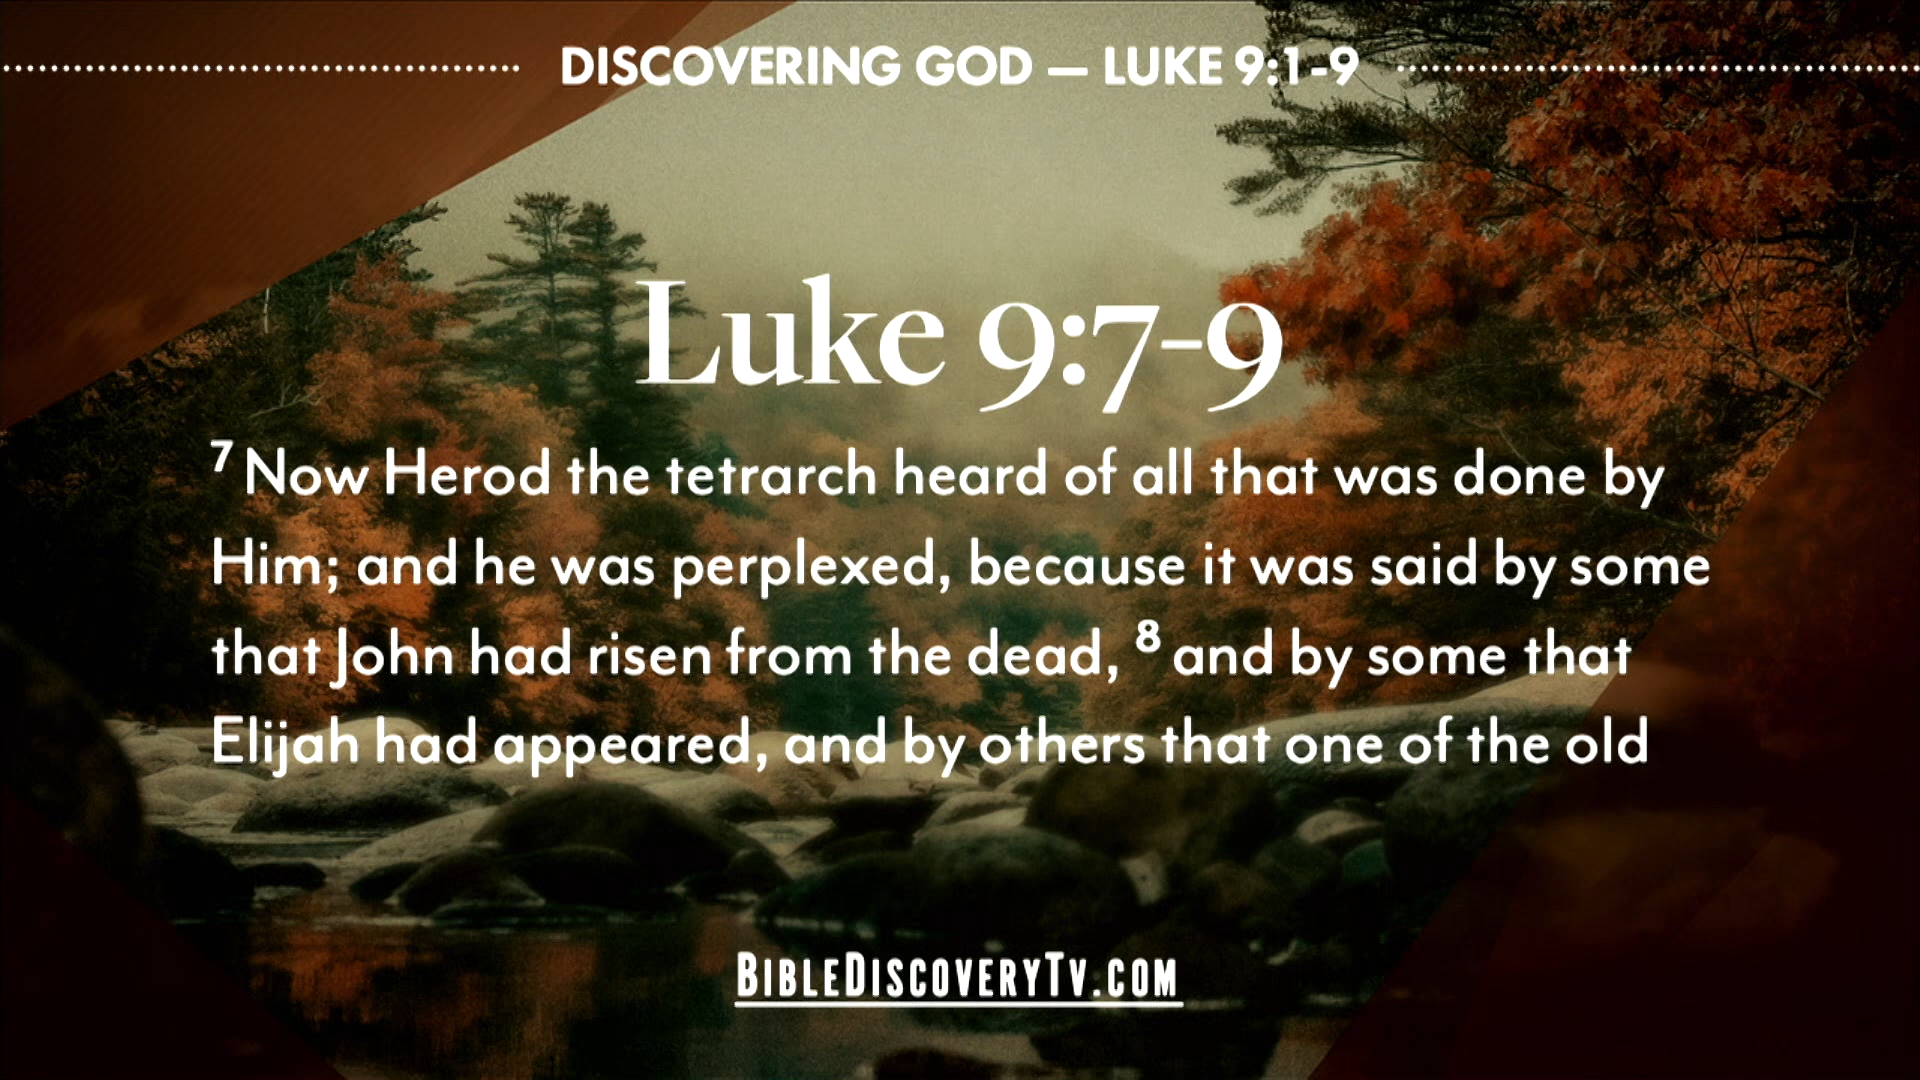 DISCOVERING GOD — LUKE 9:1-9
Luke 9:7-9
7 Now Herod the tetrarch heard of all that was done by
Him; and he was perplexed, because it was said by some
that John had risen from the dead, 8 and by some that
Elijah had appeared, and by others that one of the old
BIBLEDISCOVERYTV.COM